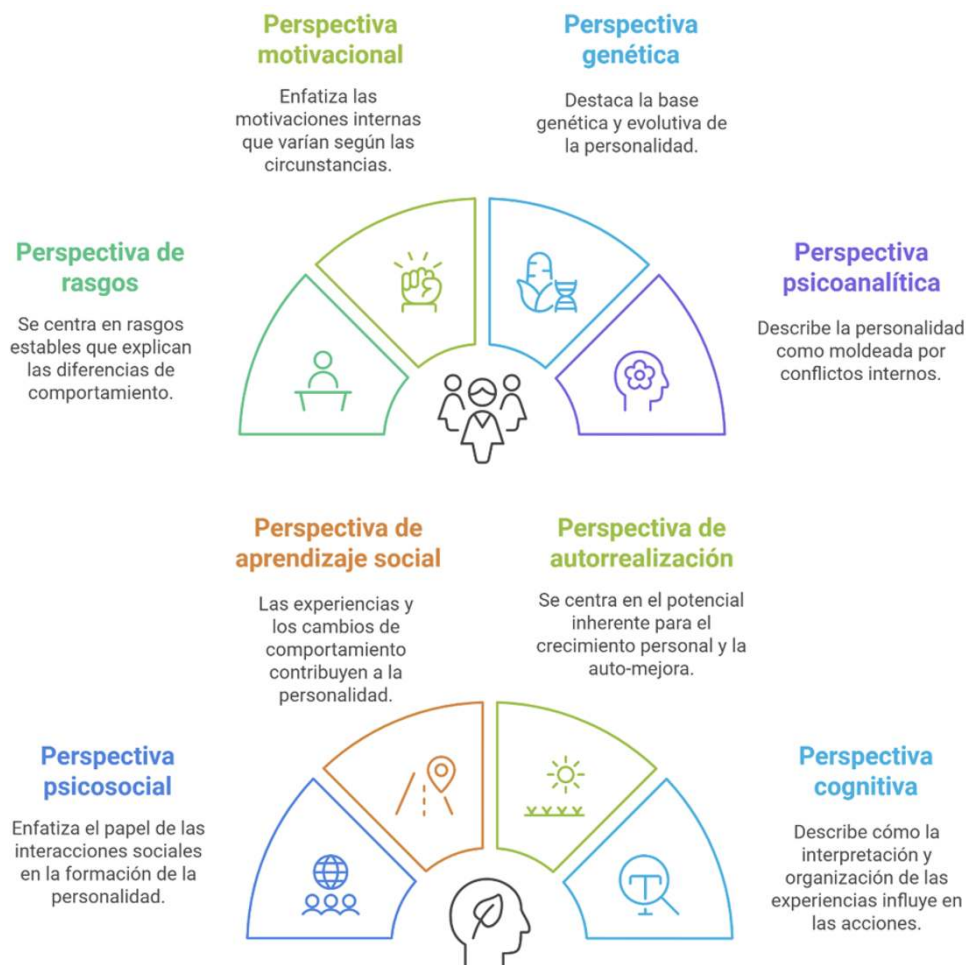 Perspectiva
motivacional
Enfatiza las
motivaciones internas
que varían según las
circunstancias.
Perspectiva
genética
Destaca la base
genética y evolutiva de
la personalidad.
Perspectiva de
rasgos
Se centra en rasgos
estables que explican
las diferencias de
comportamiento.
Perspectiva
psicoanalítica
Describe la personalidad
como moldeada por
conflictos internos.
Perspectiva de
aprendizaje social
Las experiencias y
los cambios de
comportamiento
contribuyen a la
personalidad.
Perspectiva de
autorrealización
Se centra en el potencial
inherente para el
crecimiento personal y la
auto-mejora.
Perspectiva
psicosocial
Enfatiza el papel de las
interacciones sociales
en la formación de la
personalidad.
Perspectiva
cognitiva
Describe cómo la
interpretación y
organización de las
experiencias influye en
las acciones.